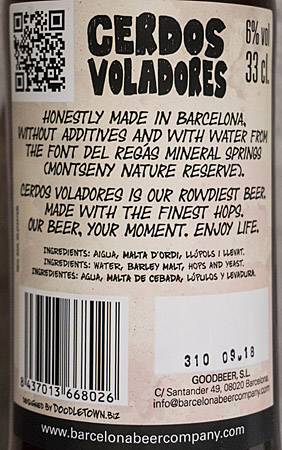 CERDOS
VOLADORES
6% vol
33 cl.
HONESTLY MADE IN BARCELONA,
WITHOUT ADDITIVES AND WITH WATER FROM
THE FONT DEL REGÀS MINERAL SPRINGS
(MONTSENY NATURE RESERVE).
CERDOS VOLADORES IS OUR ROWDIEST BEER.
MADE WITH THE FINEST HOPS.
OUR BEER, YOUR MOMENT. ENJOY LIFE.
INGREDIENTS: AIGUA, MALTA D'ORDI, LLÚPOLS I LLEVAT.
INGREDIENTS: WATER, BARLEY MALT, HOPS AND YEAST.
INGREDIENTES: AGUA, MALTA DE CEBADA, LÚPULOS Y LEVADURA.
8 437013 668026
DESIGNED BY DOODLETOWN.BIZ
310 09.18
GOODBEER, S.L.
C/ Santander 49, 08020 Barcelona
info@barcelonabeercompany.com
www.barcelonabeercompany.com